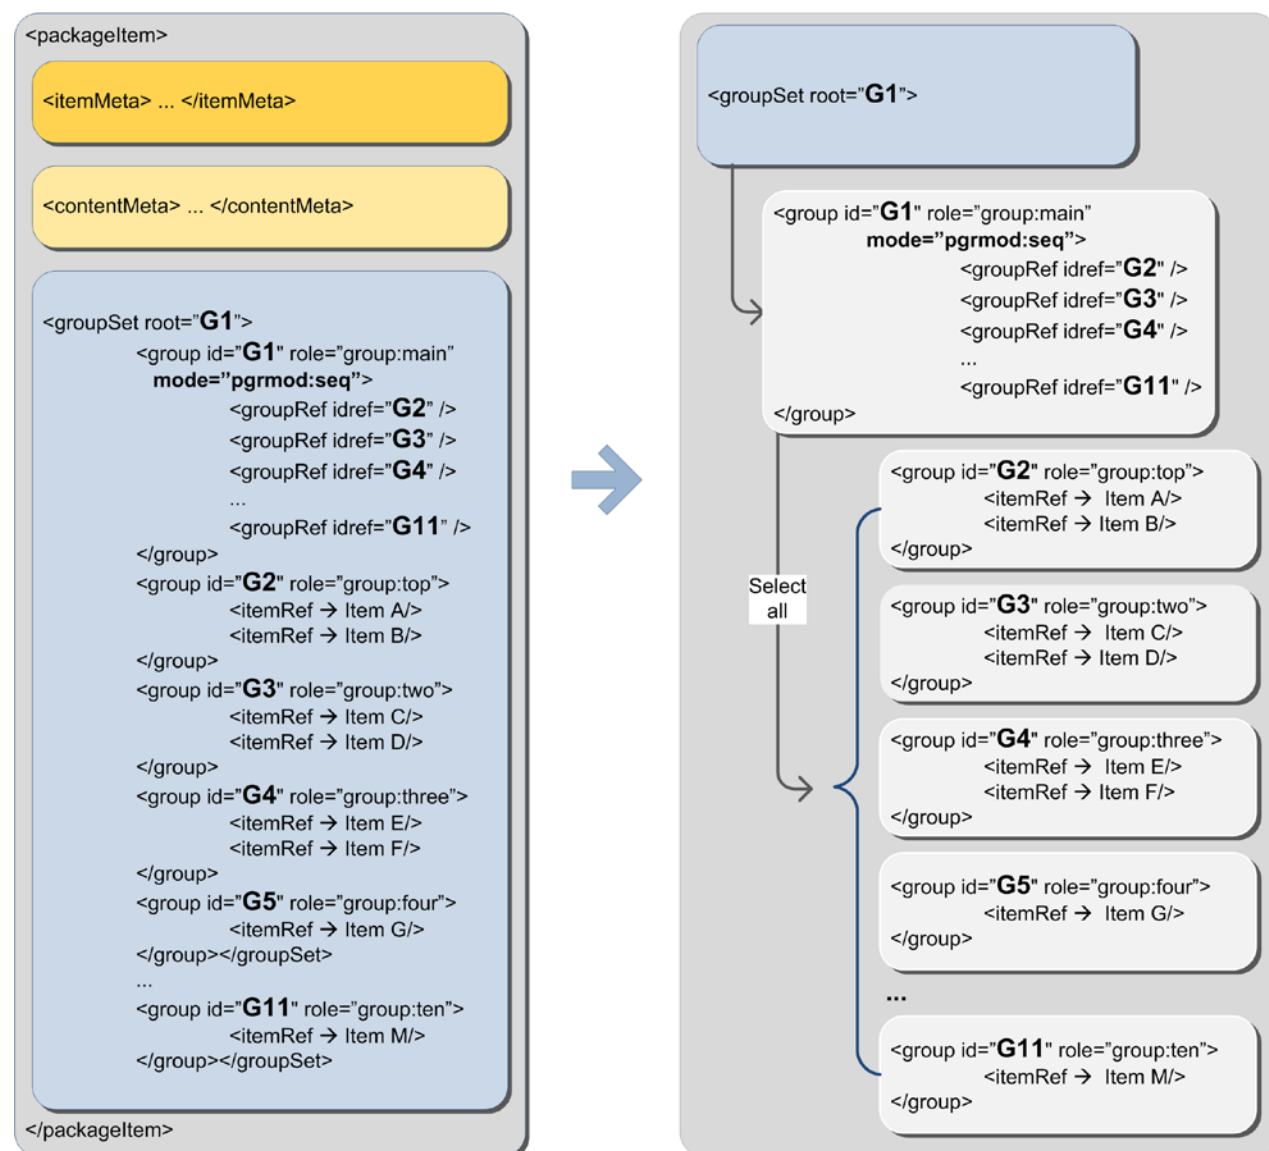 <packageItem>
<itemMeta> ... </itemMeta>
<contentMeta> ... </contentMeta>
<groupSet root="G1">
<group id="G1" role="group:main"
mode="pgrmod:seq">
<groupRef idref="G2" />
<groupRef idref="G3" />
<groupRef idref="G4" />
...
<groupRef idref="G11" />
</group>
<group id="G2" role="group:top">
<itemRef → Item A/>
<itemRef → Item B/>
</group>
<group id="G3" role="group:two">
<itemRef → Item C/>
<itemRef → Item D/>
</group>
<group id="G4" role="group:three">
<itemRef → Item E/>
<itemRef → Item F/>
</group>
<group id="G5" role="group:four">
<itemRef → Item G/>
</group></groupSet>
...
<group id="G11" role="group:ten">
<itemRef → Item M/>
</group></groupSet>
</packageItem>
<groupSet root="G1">
<group id="G1" role="group:main"
mode="pgrmod:seq">
<groupRef idref="G2" />
<groupRef idref="G3" />
<groupRef idref="G4" />
...
<groupRef idref="G11" />
</group>
Select
all
<group id="G2" role="group:top">
<itemRef → Item A/>
<itemRef → Item B/>
</group>
<group id="G3" role="group:two">
<itemRef → Item C/>
<itemRef → Item D/>
</group>
<group id="G4" role="group:three">
<itemRef → Item E/>
<itemRef → Item F/>
</group>
<group id="G5" role="group:four">
<itemRef → Item G/>
</group>
...
<group id="G11" role="group:ten">
<itemRef → Item M/>
</group>